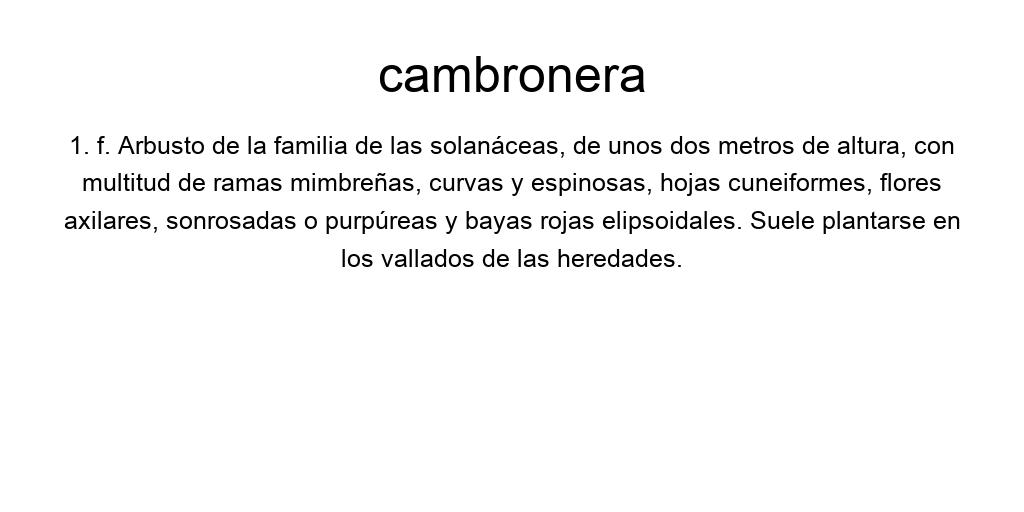 cambronera
1. f. Arbusto de la familia de las solanáceas, de unos dos metros de altura, con
multitud de ramas mimbreñas, curvas y espinosas, hojas cuneiformes, flores
axilares, sonrosadas o purpúreas y bayas rojas elipsoidales. Suele plantarse en
los vallados de las heredades.